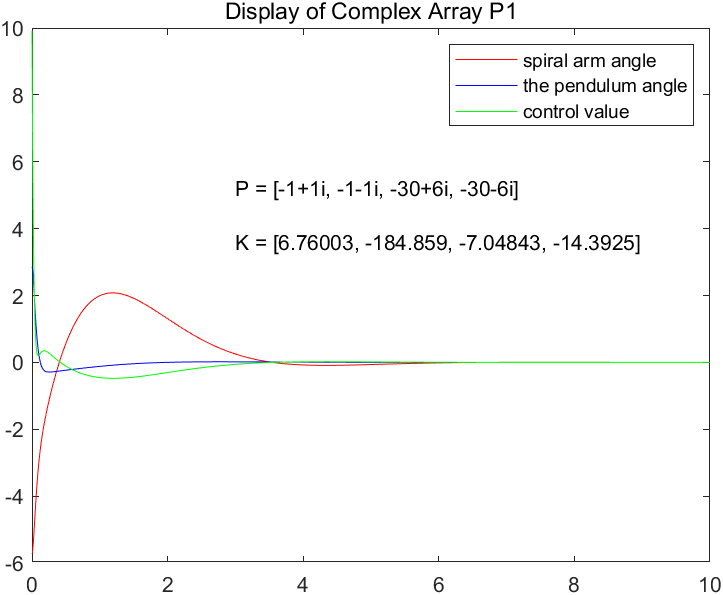 Display of Complex Array P1
10
8
6
4
2
0
-2
-4
-6
spiral arm angle
the pendulum angle
control value
P = [-1+1i, -1-1i, -30+6i, -30-6i]
K = [6.76003, -184.859, -7.04843, -14.3925]
0 2 4 6 8 10